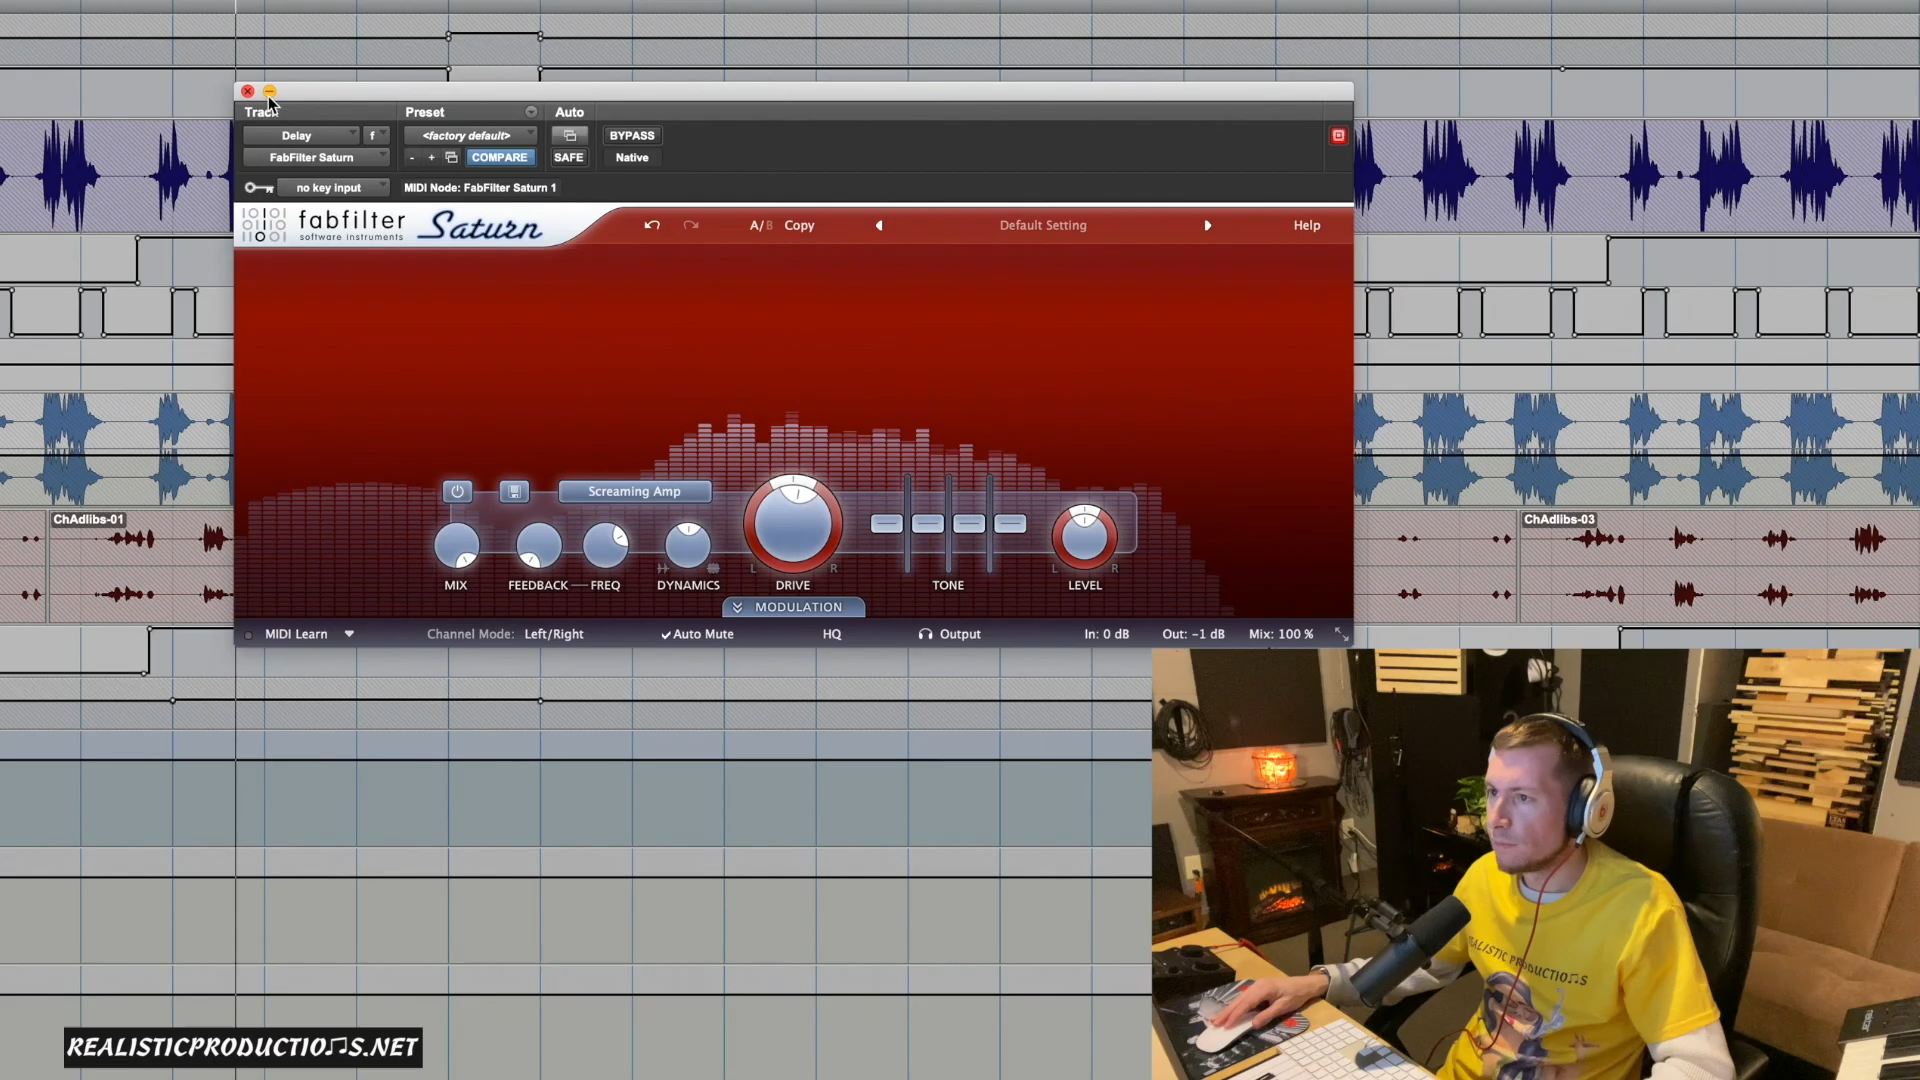 Track
Preset
Auto
Delay
f
<factory default>
BYPASS
FabFilter Saturn
- +
COMPARE
SAFE
Native
no key input
MIDI Node: FabFilter Saturn 1
fabfilter
software instruments
Saturn
A/B
Copy
Default Setting
Help
Screaming Amp
MIX
FEEDBACK
FREQ
DYNAMICS
L
DRIVE
R
TONE
L
LEVEL
R
MODULATION
MIDI Learn
Channel Mode: Left/Right
Auto Mute
HQ
Output
In: 0 dB
Out: -1 dB
Mix: 100 %
ChAdlibs-01
ChAdlibs-03
REALISTIC PRODUCTIO♫S
REALISTICPRODUCTIO♫S.NET